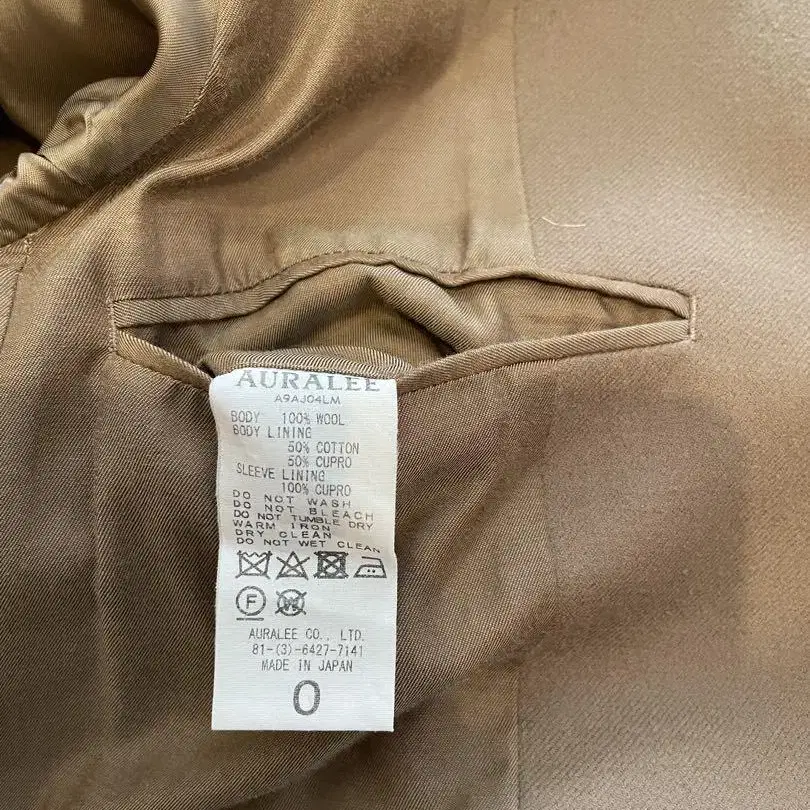 AURALEE
A9AJ04LM
BODY 100% WOOL
BODY LINING
50% COTTON
50% CUPRO
SLEEVE LINING
100% CUPRO
DO NOT WASH
DO NOT BLEACH
DO NOT TUMBLE DRY
WARM IRON
DRY CLEAN
DO NOT WET CLEAN
F W
AURALEE CO., LTD.
81-(3)-6427-7141
MADE IN JAPAN
0